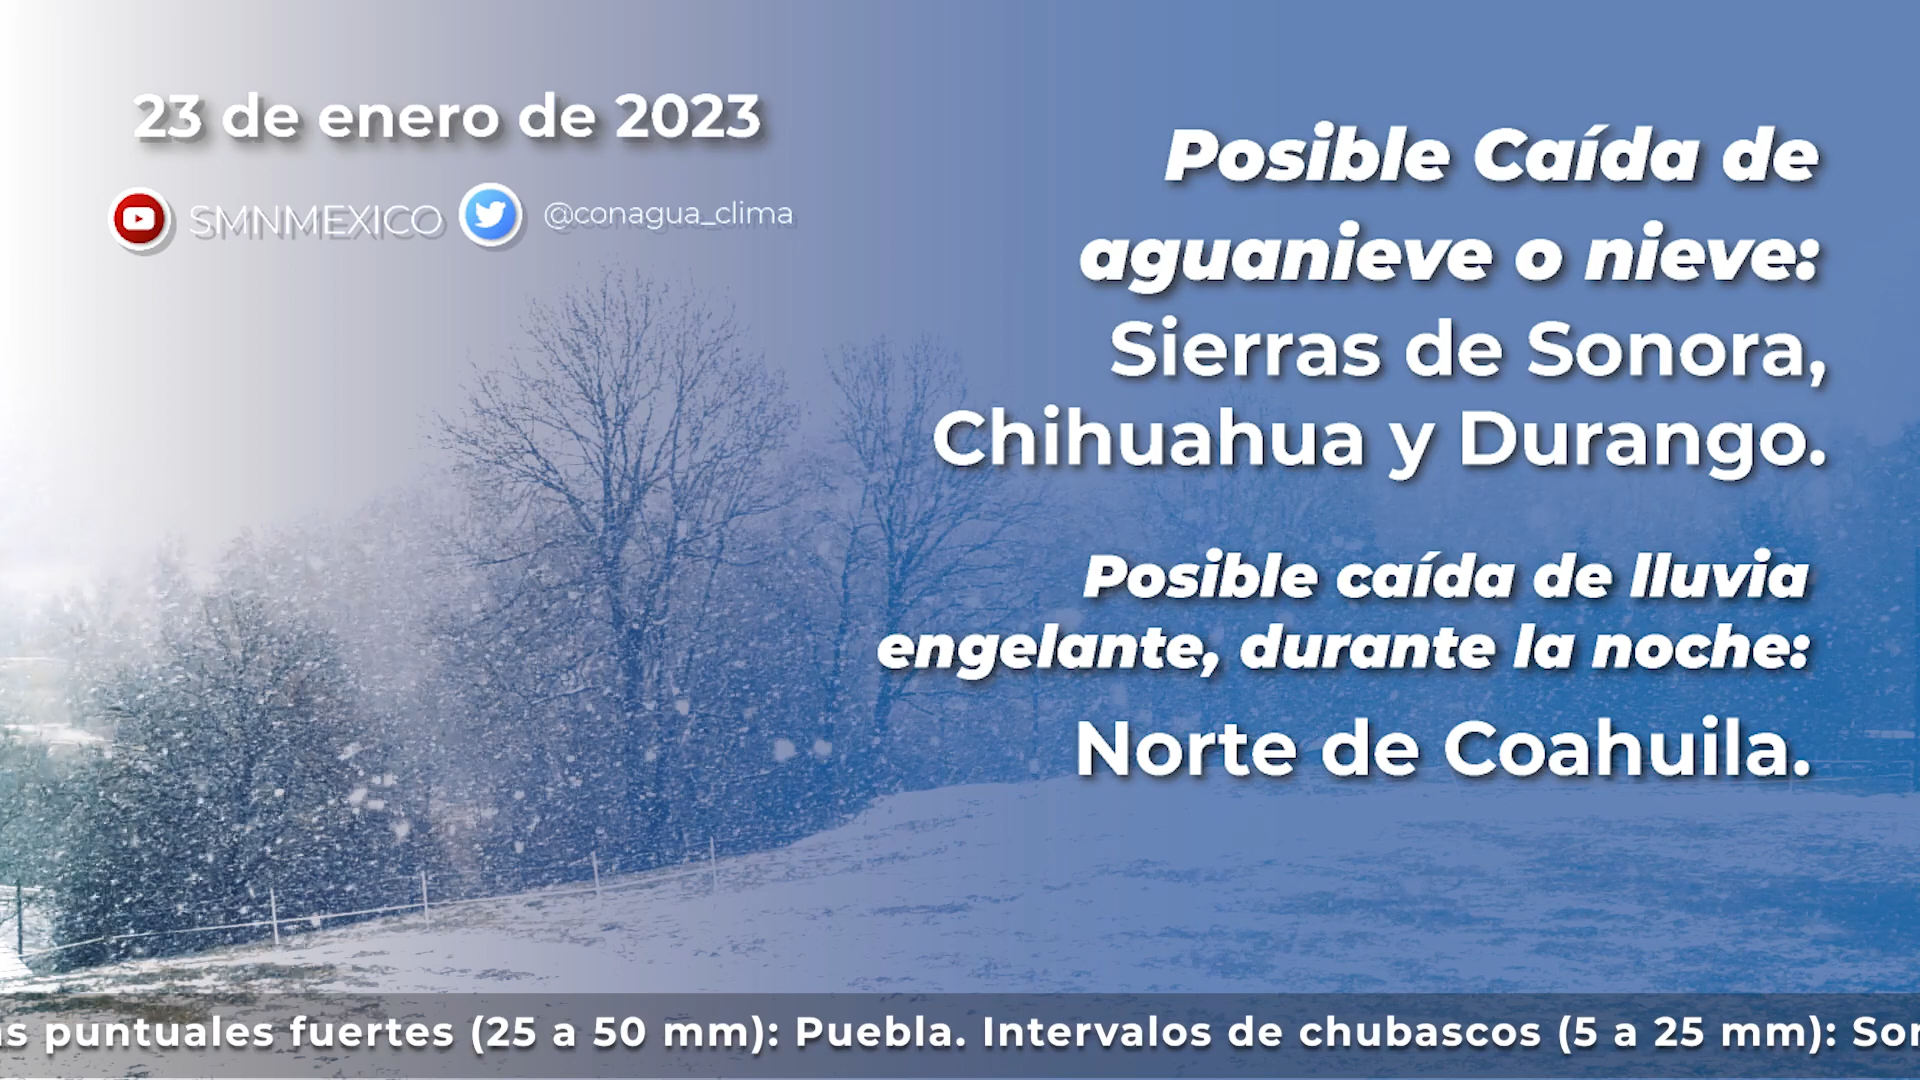 23 de enero de 2023
SMNMEXICO @conagua_clima
Posible Caída de
aguanieve o nieve:
Sierras de Sonora,
Chihuahua y Durango.
Posible caída de lluvia
engelante, durante la noche:
Norte de Coahuila.
puntuales fuertes (25 a 50 mm): Puebla. Intervalos de chubascos (5 a 25 mm):